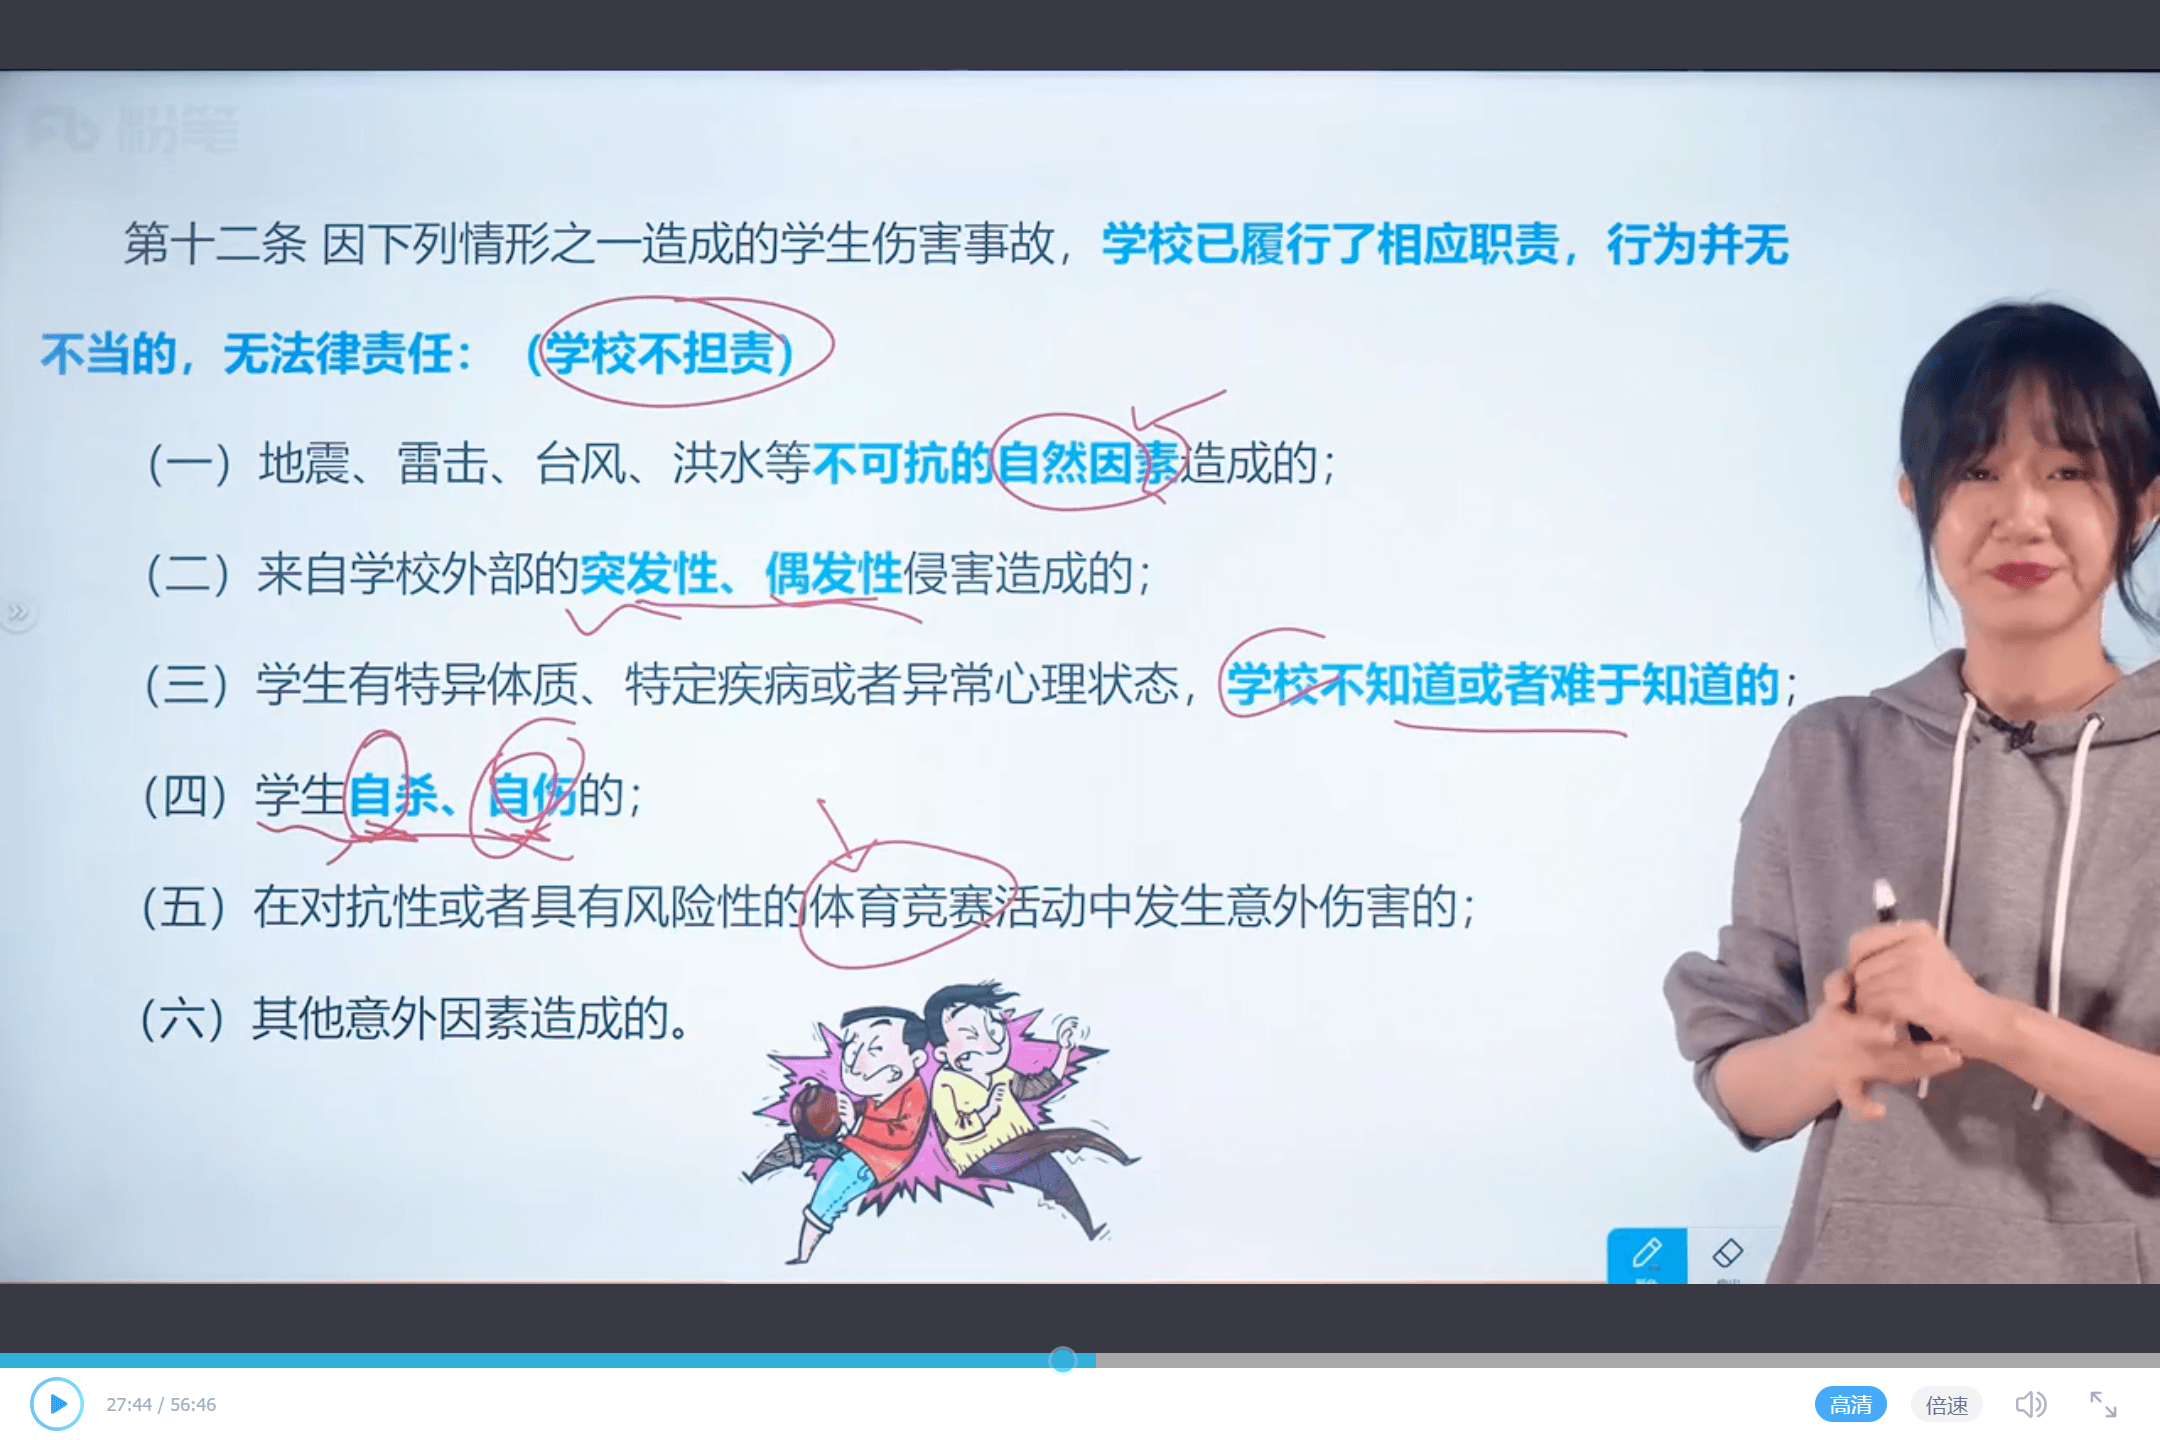 Fb 粉笔
第十二条 因下列情形之一造成的学生伤害事故，学校已履行了相应职责，行为并无
不当的，无法律责任：（学校不担责）
（一）地震、雷击、台风、洪水等不可抗的自然因素造成的；
（二）来自学校外部的突发性、偶发性侵害造成的；
（三）学生有特异体质、特定疾病或者异常心理状态，学校不知道或者难于知道的；
（四）学生自杀、自伤的；
（五）在对抗性或者具有风险性的体育竞赛活动中发生意外伤害的；
（六）其他意外因素造成的。
27:44 / 56:46
高清
倍速